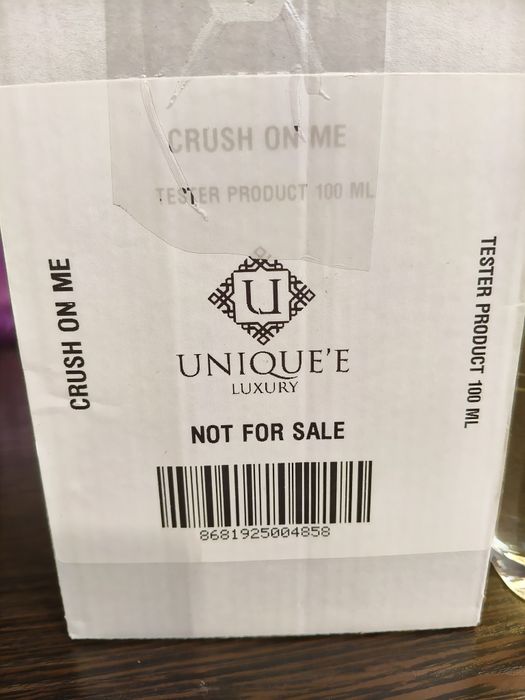 CRUSH ON ME
TESTER PRODUCT 100 ML
CRUSH ON ME
TESTER PRODUCT 100 ML
U
UNIQUE'E
LUXURY
NOT FOR SALE
8681925004858